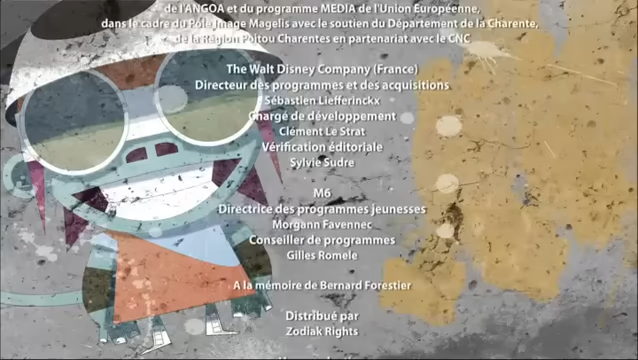 de l'ANGOA et du programme MEDIA de l'Union Européenne,
dans le cadre du Pôle Image Magelis avec le soutien du Département de la Charente,
de la Région Poitou Charentes en partenariat avec le CNC
The Walt Disney Company (France)
Directeur des programmes et des acquisitions
Sébastien Liefferinckx
Chargé de développement
Clément Le Strat
Vérification éditoriale
Sylvie Sudre
M6
Directrice des programmes jeunesses
Morgann Favennec
Conseiller de programmes
Gilles Romele
A la mémoire de Bernard Forestier
Distribué par
Zodiak Rights